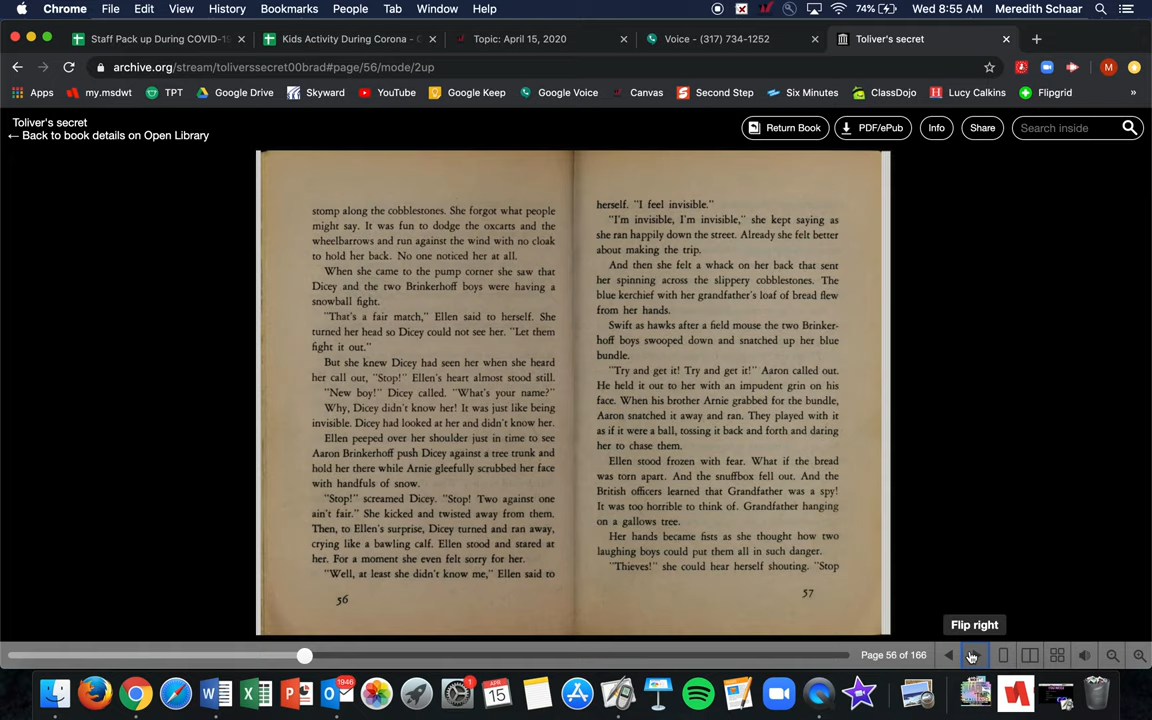 Chrome File Edit View History Bookmarks People Tab Window Help 74% Wed 8:55 AM Meredith Schaar
Staff Pack up During COVID-19 Kids Activity During Corona - G Topic: April 15, 2020 Voice - (317) 734-1252 Toliver's secret
archive.org/stream/toliverssecret00brad#page/56/mode/2up
Apps my.msdwt TPT Google Drive Skyward YouTube Google Keep Google Voice Canvas Second Step Six Minutes ClassDojo Lucy Calkins Flipgrid »
Toliver's secret
← Back to book details on Open Library
Return Book PDF/ePub Info Share Search inside
stomp along the cobblestones. She forgot what people
might say. It was fun to dodge the oxcarts and the
wheelbarrows and run against the wind with no cloak
to hold her back. No one noticed her at all.
When she came to the pump corner she saw that
Dicey and the two Brinkerhoff boys were having a
snowball fight.
"That's a fair match," Ellen said to herself. She
turned her head so Dicey could not see her. "Let them
fight it out."
But she knew Dicey had seen her when she heard
her call out, "Stop!" Ellen's heart almost stood still.
"New boy!" Dicey called. "What's your name?"
Why, Dicey didn't know her! It was just like being
invisible. Dicey had looked at her and didn't know her.
Ellen peeped over her shoulder just in time to see
Aaron Brinkerhoff push Dicey against a tree trunk and
hold her there while Arnie gleefully scrubbed her face
with handfuls of snow.
"Stop!" screamed Dicey. "Stop! Two against one
ain't fair." She kicked and twisted away from them.
Then, to Ellen's surprise, Dicey turned and ran away,
crying like a bawling calf. Ellen stood and stared at
her. For a moment she even felt sorry for her.
"Well, at least she didn't know me," Ellen said to
56
herself. "I feel invisible."
"I'm invisible, I'm invisible," she kept saying as
she ran happily down the street. Already she felt better
about making the trip.
And then she felt a whack on her back that sent
her spinning across the slippery cobblestones. The
blue kerchief with her grandfather's loaf of bread flew
from her hands.
Swift as hawks after a field mouse the two Brinker-
hoff boys swooped down and snatched up her blue
bundle.
"Try and get it! Try and get it!" Aaron called out.
He held it out to her with an impudent grin on his
face. When his brother Arnie grabbed for the bundle,
Aaron snatched it away and ran. They played with it
as if it were a ball, tossing it back and forth and daring
her to chase them.
Ellen stood frozen with fear. What if the bread
was torn apart. And the snuffbox fell out. And the
British officers learned that Grandfather was a spy!
It was too horrible to think of. Grandfather hanging
on a gallows tree.
Her hands became fists as she thought how two
laughing boys could put them all in such danger.
"Thieves!" she could hear herself shouting. "Stop
57
Flip right
Page 56 of 166
1946
APR
15